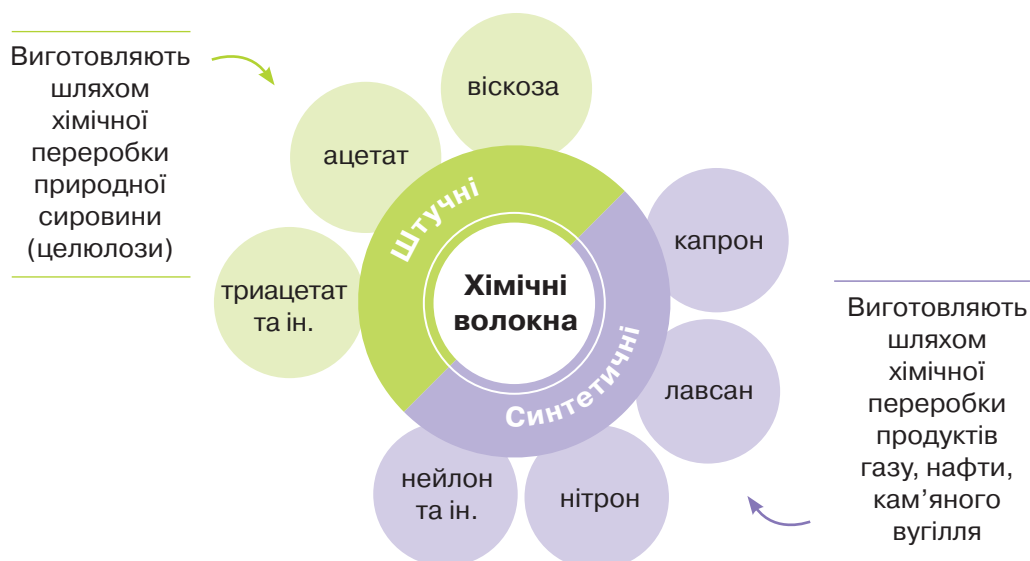 Виготовляють
шляхом
хімічної
переробки
природної
сировини
(целюлози)
віскоза
ацетат
триацетат
та ін.
Штучні
Хімічні
волокна
Синтетичні
капрон
лавсан
нітрон
нейлон
та ін.
Виготовляють
шляхом
хімічної
переробки
продуктів
газу, нафти,
кам’яного
вугілля